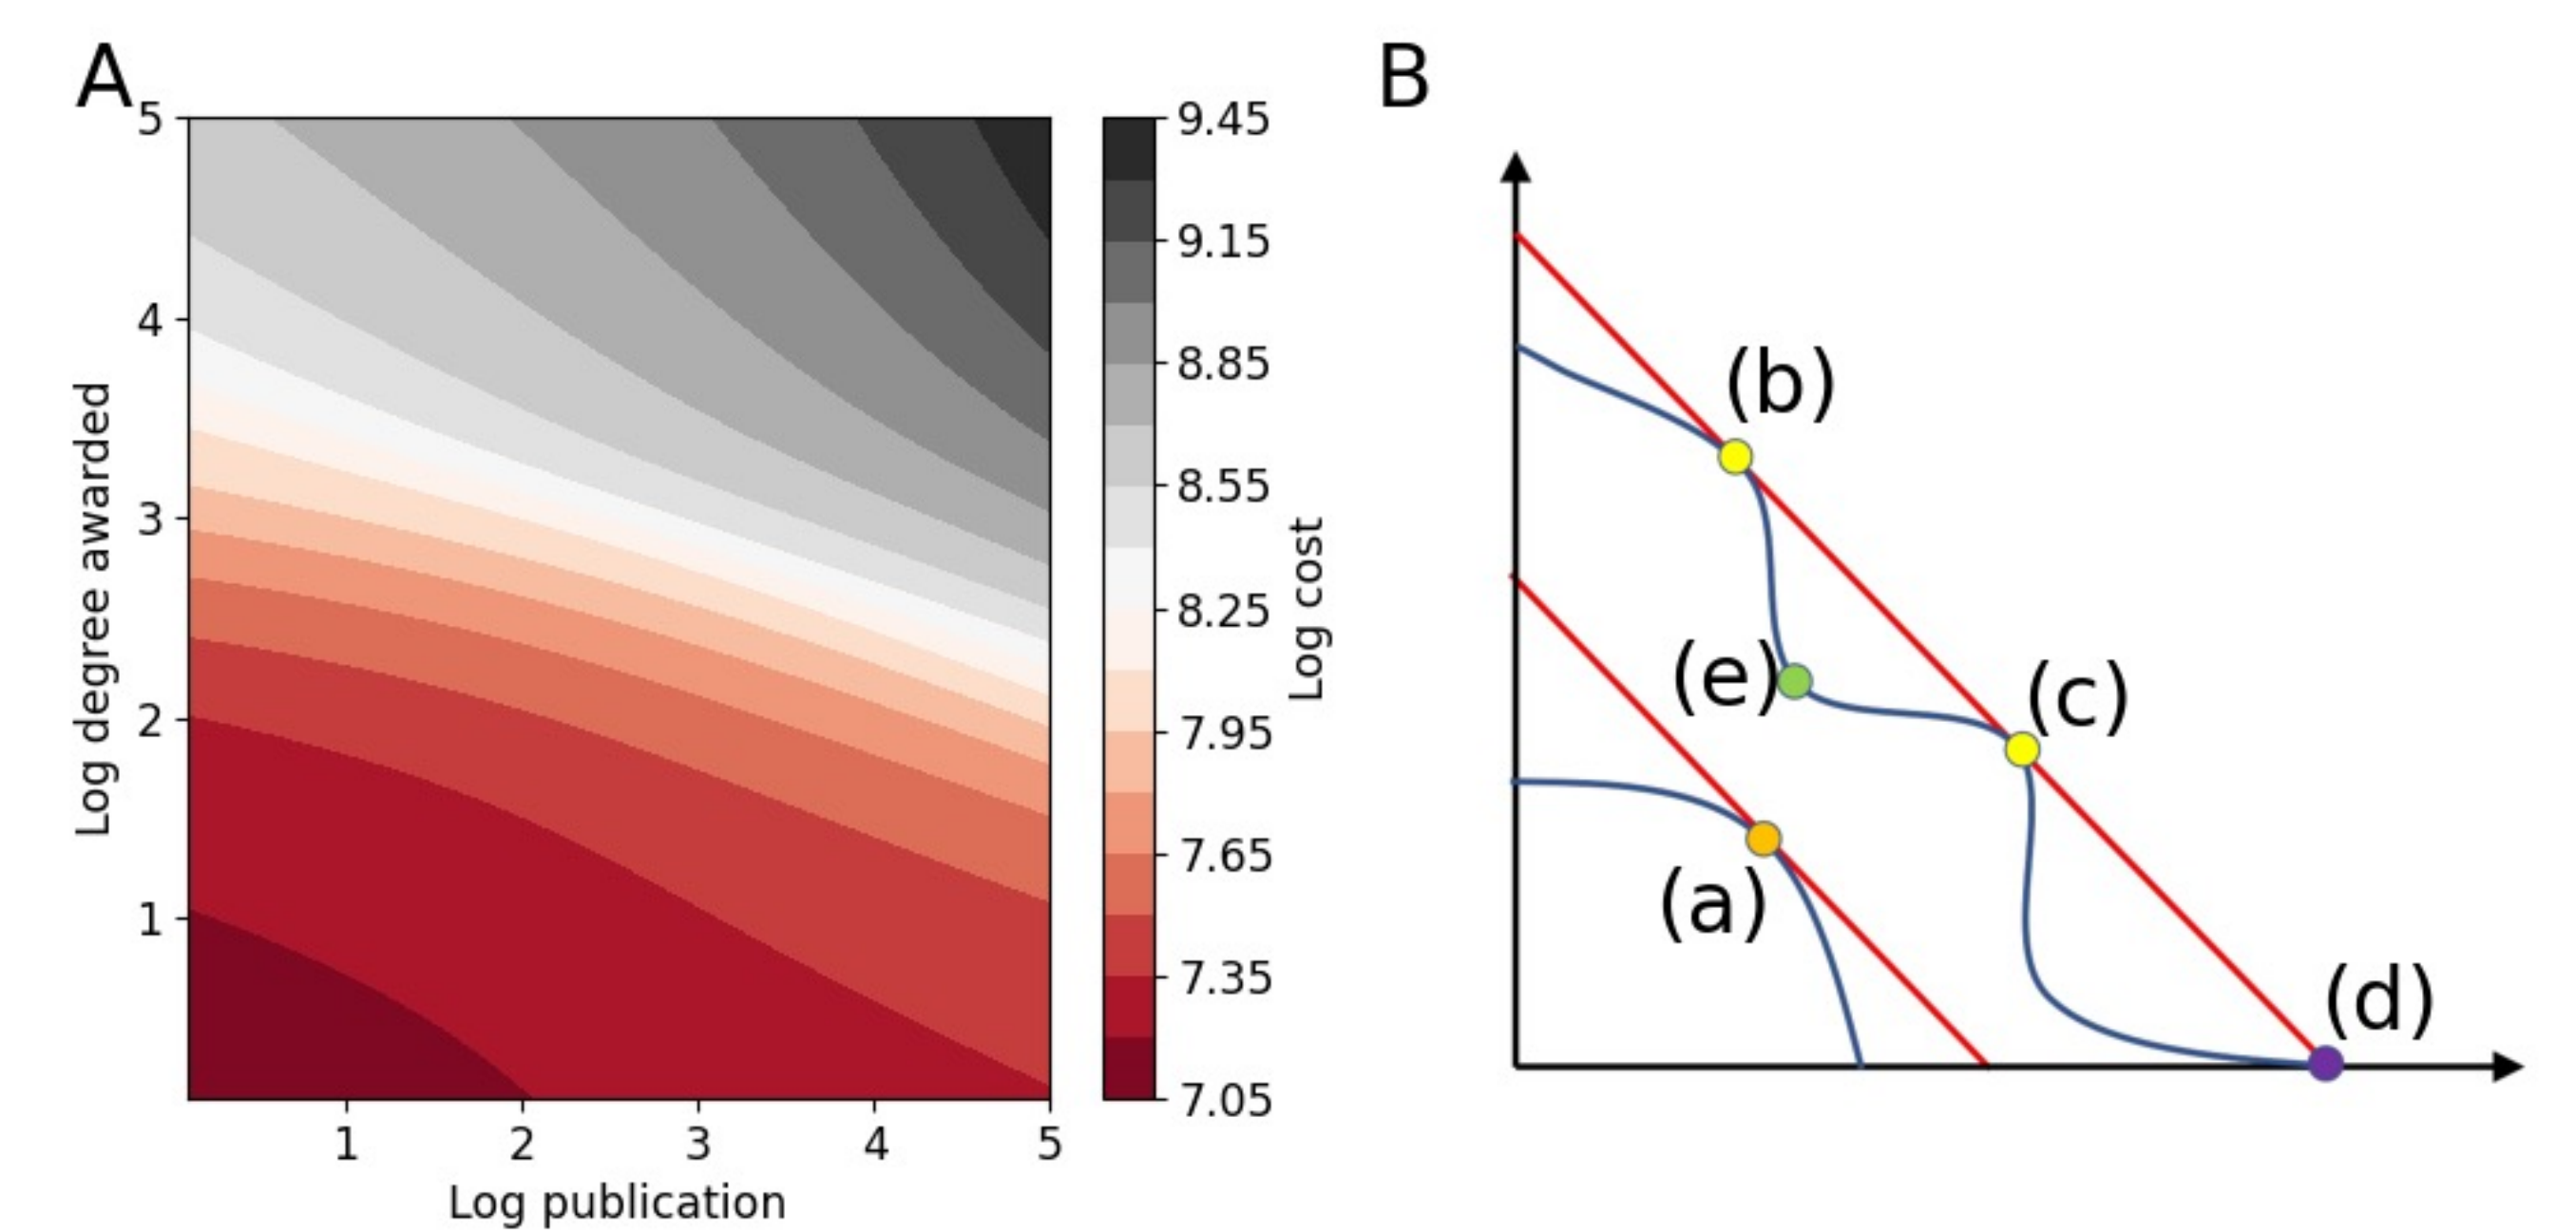 A
B
5
4
3
2
1
Log degree awarded
1
2
3
4
5
Log publication
9.45
9.15
8.85
8.55
8.25
7.95
7.65
7.35
7.05
Log cost
(b)
(e)
(c)
(a)
(d)